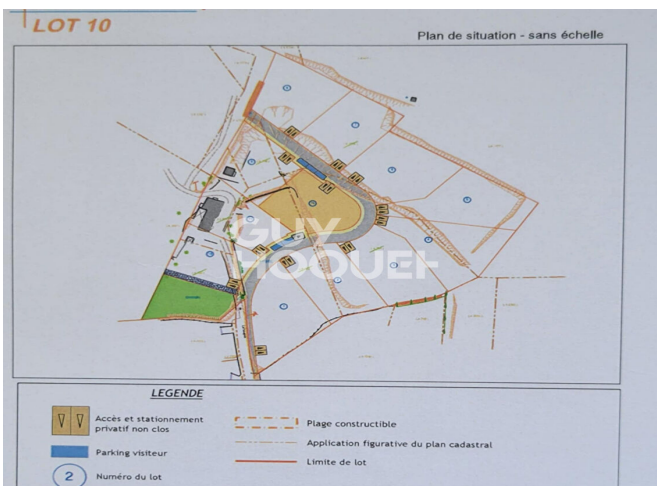 LOT 10
Plan de situation - sans échelle
GUY
HOQUET
LEGENDE
Accès et stationnement
privatif non clos
Parking visiteur
2 Numéro du lot
Plage constructible
Application figurative du plan cadastral
Limite de lot